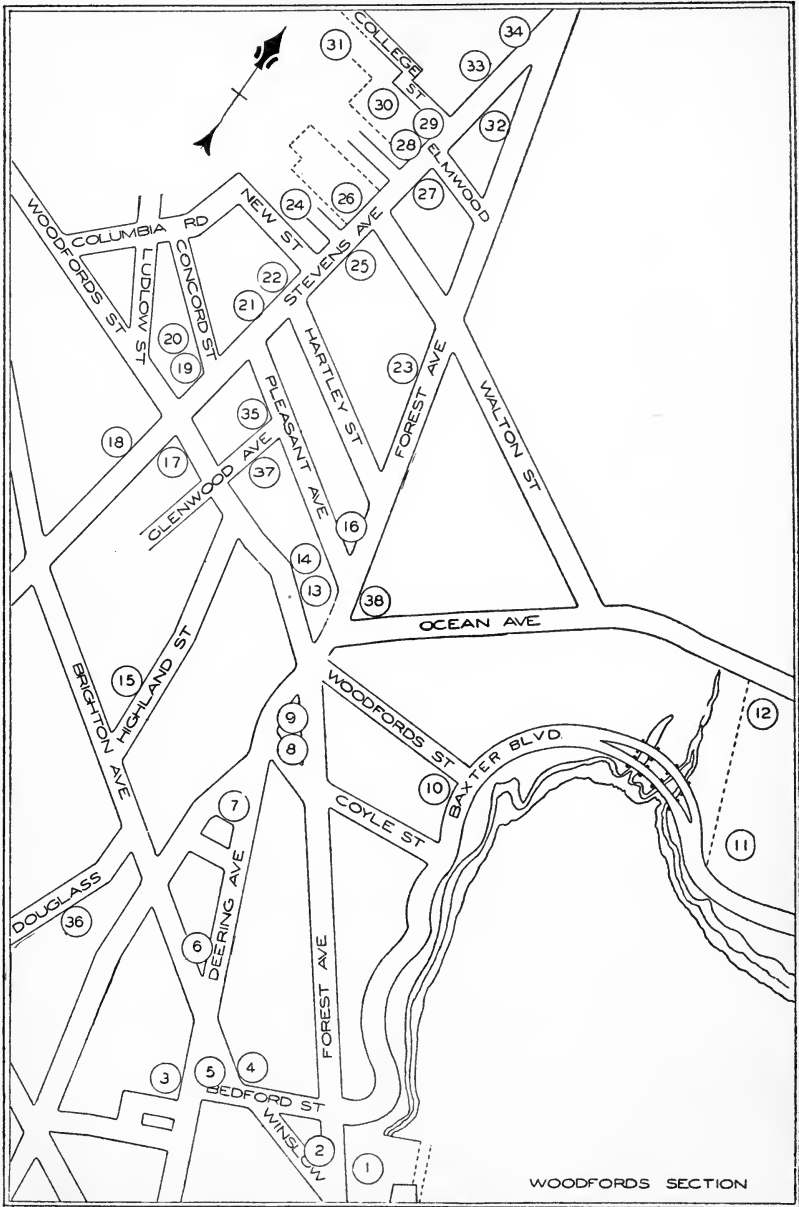 COLLEGE ST
34
31
33
30
29
32
28
ELMWOOD
27
26
24
NEW ST
STEVENS AVE
WOODFORDS ST
COLUMBIA RD
LUDLOW ST
CONCORD ST
25
22
21
20
19
HARTLEY ST
23
FOREST AVE
WALTON ST
PLEASANT AVE
35
18
17
GLENWOOD AVE
37
16
14
13
38
OCEAN AVE
BRIGHTON AVE
15
HIGHLAND ST
WOODFORDS ST
9
8
12
BAXTER BLVD.
10
7
COYLE ST
11
DOUGLASS
36
DEERING AVE
6
FOREST AVE
3
5
4
BEDFORD ST
WINSLOW
2
1
WOODFORDS SECTION